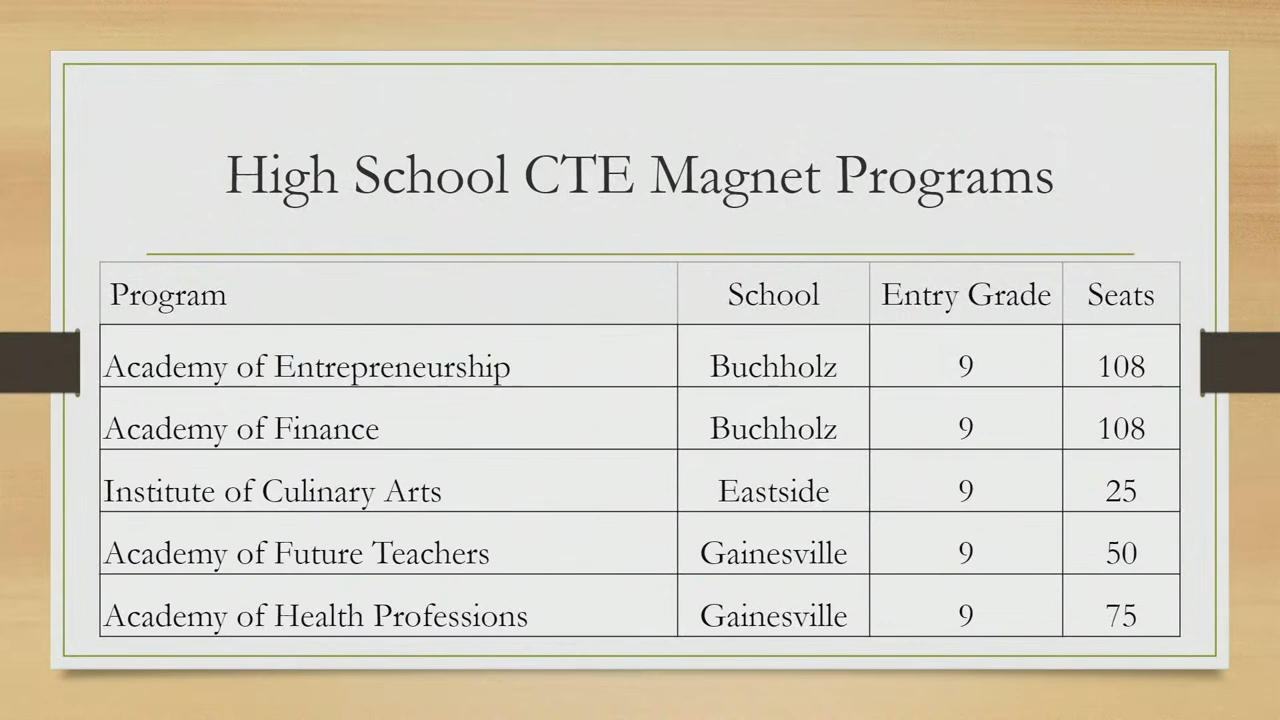 High School CTE Magnet Programs
Program School Entry Grade Seats
Academy of Entrepreneurship Buchholz 9 108
Academy of Finance Buchholz 9 108
Institute of Culinary Arts Eastside 9 25
Academy of Future Teachers Gainesville 9 50
Academy of Health Professions Gainesville 9 75